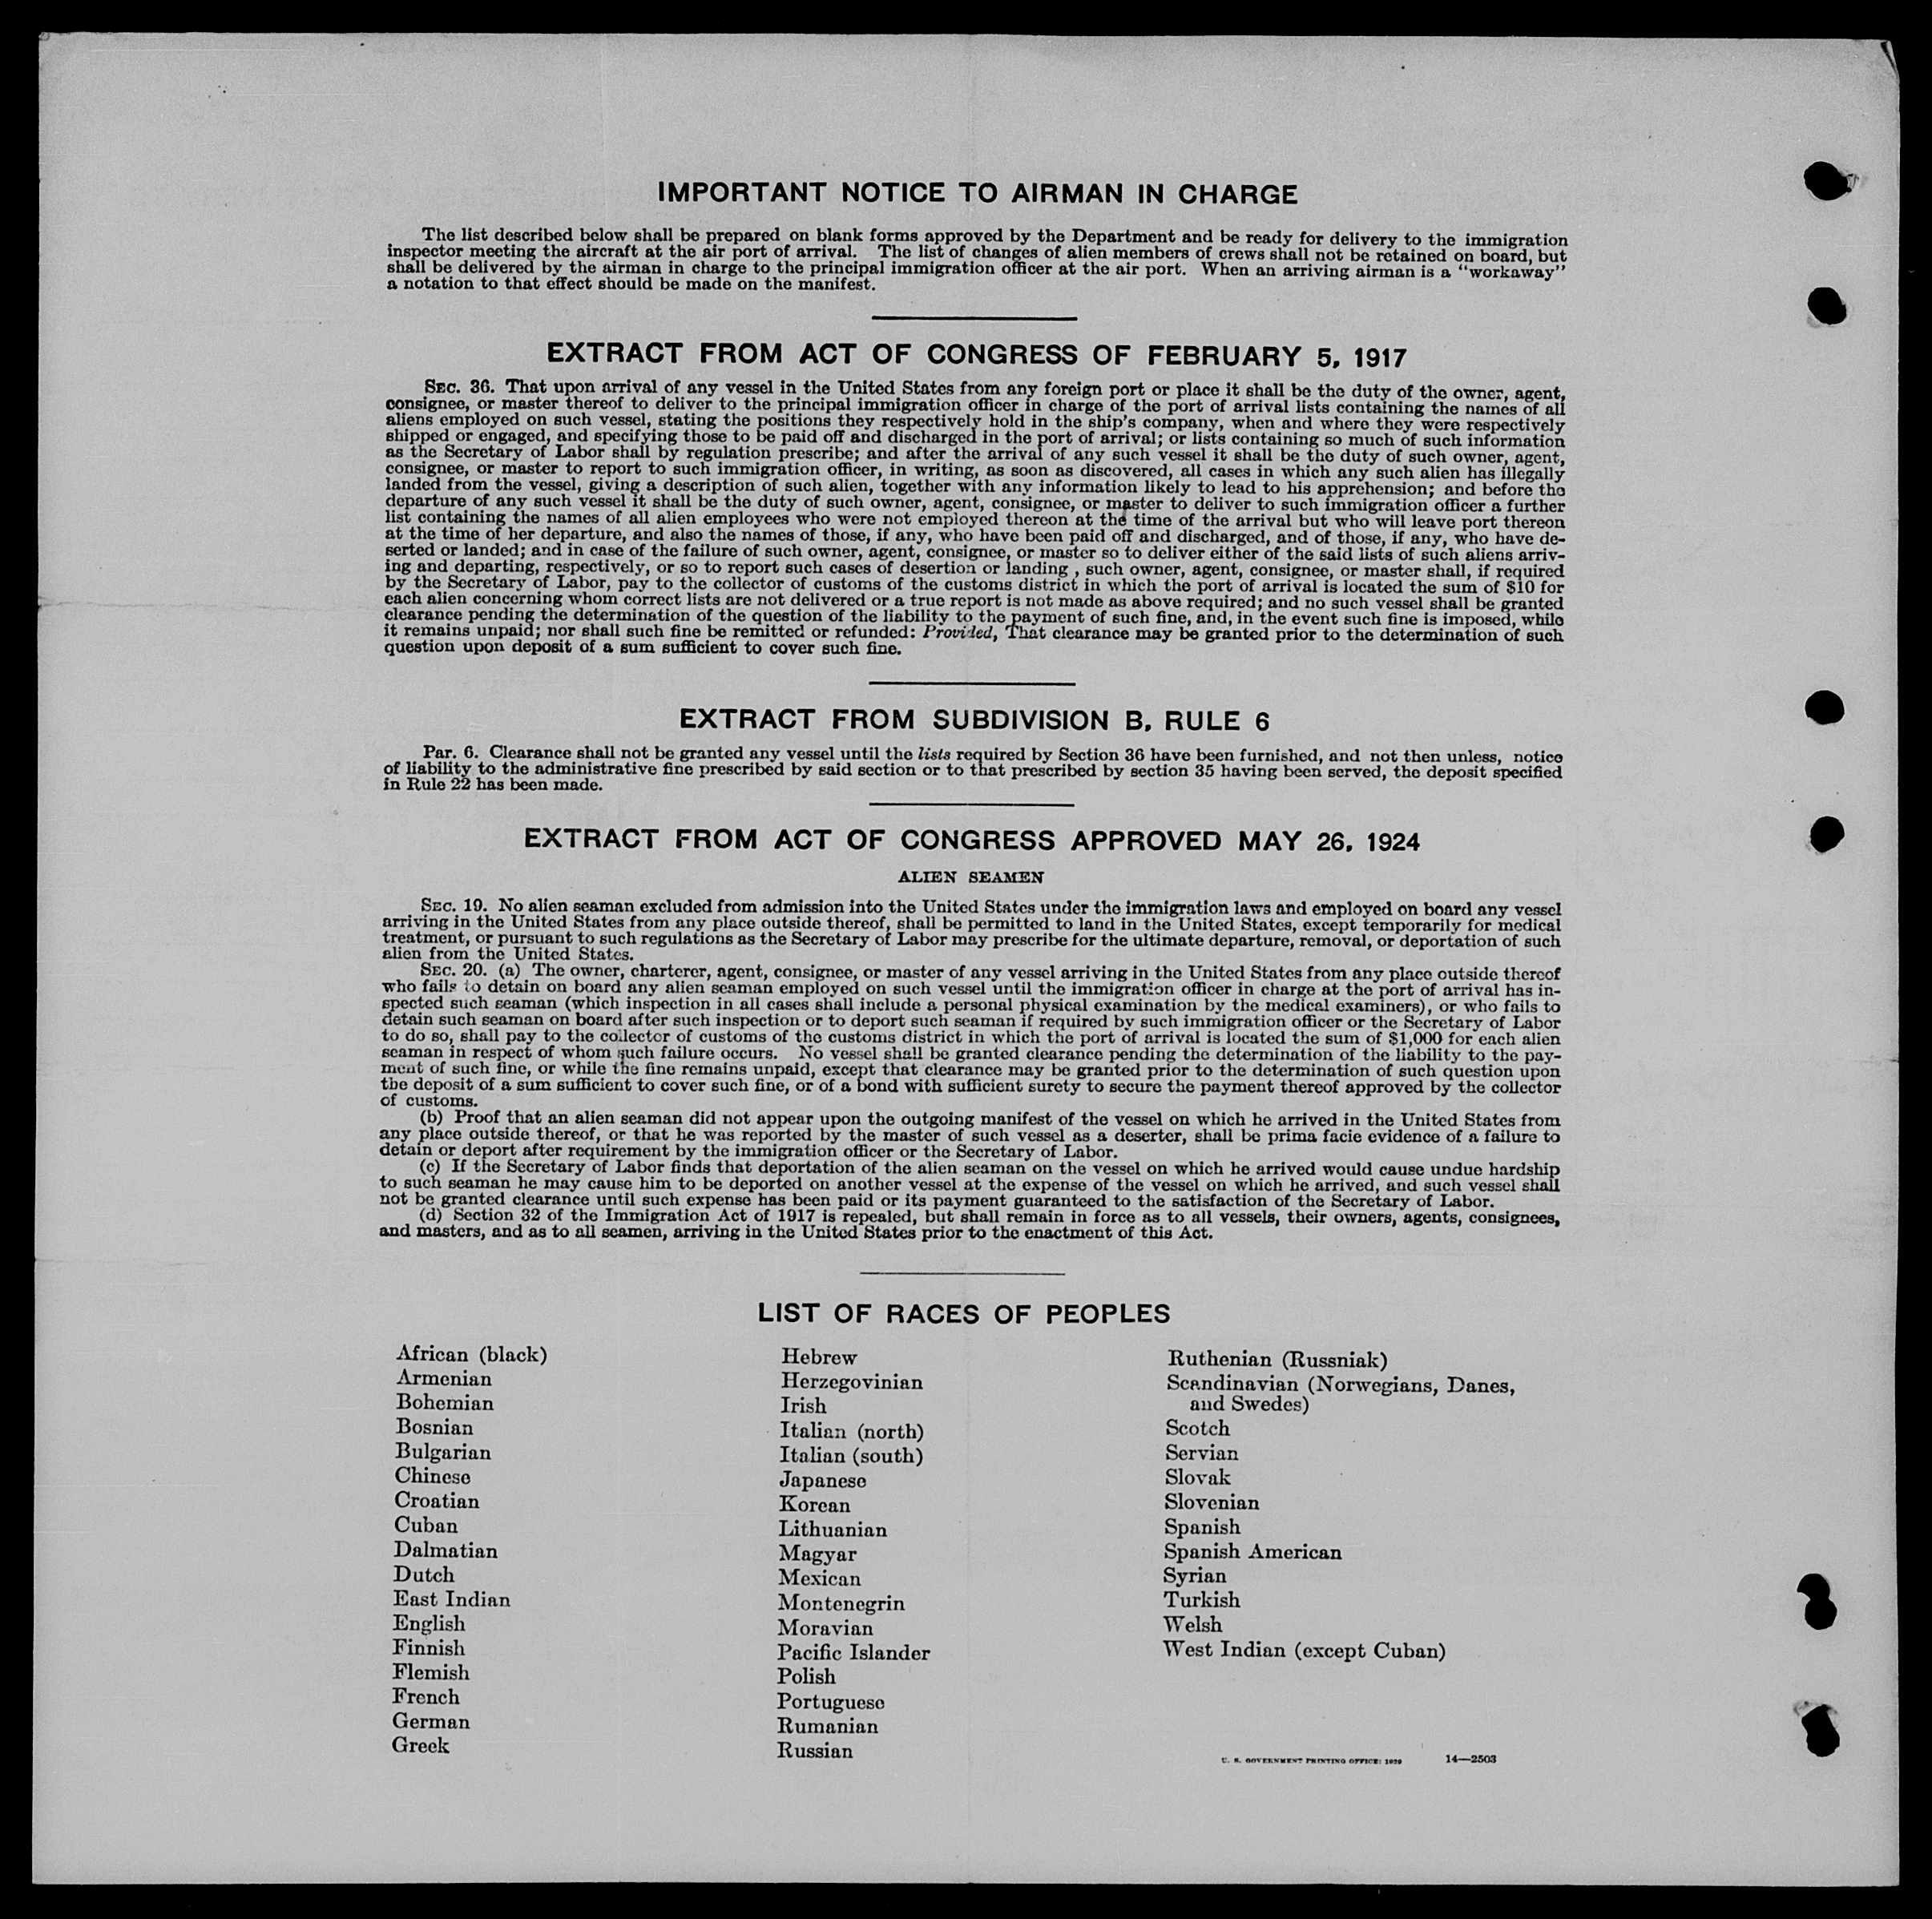 IMPORTANT NOTICE TO AIRMAN IN CHARGE
The list described below shall be prepared on blank forms approved by the Department and be ready for delivery to the immigration
inspector meeting the aircraft at the air port of arrival. The list of changes of alien members of crews shall not be retained on board, but
shall be delivered by the airman in charge to the principal immigration officer at the air port. When an arriving airman is a "workaway"
a notation to that effect should be made on the manifest.
EXTRACT FROM ACT OF CONGRESS OF FEBRUARY 5, 1917
SEC. 36. That upon arrival of any vessel in the United States from any foreign port or place it shall be the duty of the owner, agent,
consignee, or master thereof to deliver to the principal immigration officer in charge of the port of arrival lists containing the names of all
aliens employed on such vessel, stating the positions they respectively hold in the ship's company, when and where they were respectively
shipped or engaged, and specifying those to be paid off and discharged in the port of arrival; or lists containing so much of such information
as the Secretary of Labor shall by regulation prescribe; and after the arrival of any such vessel it shall be the duty of such owner, agent,
consignee, or master to report to such immigration officer, in writing, as soon as discovered, all cases in which any such alien has illegally
landed from the vessel, giving a description of such alien, together with any information likely to lead to his apprehension; and before the
departure of any such vessel it shall be the duty of such owner, agent, consignee, or master to deliver to such immigration officer a further
list containing the names of all alien employees who were not employed thereon at the time of the arrival but who will leave port thereon
at the time of her departure, and also the names of those, if any, who have been paid off and discharged, and of those, if any, who have de-
serted or landed; and in case of the failure of such owner, agent, consignee, or master so to deliver either of the said lists of such aliens arriv-
ing and departing, respectively, or so to report such cases of desertion or landing , such owner, agent, consignee, or master shall, if required
by the Secretary of Labor, pay to the collector of customs of the customs district in which the port of arrival is located the sum of $10 for
each alien concerning whom correct lists are not delivered or a true report is not made as above required; and no such vessel shall be granted
clearance pending the determination of the question of the liability to the payment of such fine, and, in the event such fine is imposed, while
it remains unpaid; nor shall such fine be remitted or refunded: Provided, That clearance may be granted prior to the determination of such
question upon deposit of a sum sufficient to cover such fine.
EXTRACT FROM SUBDIVISION B, RULE 6
Par. 6. Clearance shall not be granted any vessel until the lists required by Section 36 have been furnished, and not then unless, notice
of liability to the administrative fine prescribed by said section or to that prescribed by section 35 having been served, the deposit specified
in Rule 22 has been made.
EXTRACT FROM ACT OF CONGRESS APPROVED MAY 26, 1924
ALIEN SEAMEN
SEC. 19. No alien seaman excluded from admission into the United States under the immigration laws and employed on board any vessel
arriving in the United States from any place outside thereof, shall be permitted to land in the United States, except temporarily for medical
treatment, or pursuant to such regulations as the Secretary of Labor may prescribe for the ultimate departure, removal, or deportation of such
alien from the United States.
SEC. 20. (a) The owner, charterer, agent, consignee, or master of any vessel arriving in the United States from any place outside thereof
who fails to detain on board any alien seaman employed on such vessel until the immigration officer in charge at the port of arrival has in-
spected such seaman (which inspection in all cases shall include a personal physical examination by the medical examiners), or who fails to
detain such seaman on board after such inspection or to deport such seaman if required by such immigration officer or the Secretary of Labor
to do so, shall pay to the collector of customs of the customs district in which the port of arrival is located the sum of $1,000 for each alien
seaman in respect of whom such failure occurs. No vessel shall be granted clearance pending the determination of the liability to the pay-
ment of such fine, or while the fine remains unpaid, except that clearance may be granted prior to the determination of such question upon
the deposit of a sum sufficient to cover such fine, or of a bond with sufficient surety to secure the payment thereof approved by the collector
of customs.
(b) Proof that an alien seaman did not appear upon the outgoing manifest of the vessel on which he arrived in the United States from
any place outside thereof, or that he was reported by the master of such vessel as a deserter, shall be prima facie evidence of a failure to
detain or deport after requirement by the immigration officer or the Secretary of Labor.
(c) If the Secretary of Labor finds that deportation of the alien seaman on the vessel on which he arrived would cause undue hardship
to such seaman he may cause him to be deported on another vessel at the expense of the vessel on which he arrived, and such vessel shall
not be granted clearance until such expense has been paid or its payment guaranteed to the satisfaction of the Secretary of Labor.
(d) Section 32 of the Immigration Act of 1917 is repealed, but shall remain in force as to all vessels, their owners, agents, consignees,
and masters, and as to all seamen, arriving in the United States prior to the enactment of this Act.
LIST OF RACES OF PEOPLES
African (black)
Armenian
Bohemian
Bosnian
Bulgarian
Chinese
Croatian
Cuban
Dalmatian
Dutch
East Indian
English
Finnish
Flemish
French
German
Greek
Hebrew
Herzegovinian
Irish
Italian (north)
Italian (south)
Japanese
Korean
Lithuanian
Magyar
Mexican
Montenegrin
Moravian
Pacific Islander
Polish
Portuguese
Rumanian
Russian
Ruthenian (Russniak)
Scandinavian (Norwegians, Danes,
and Swedes)
Scotch
Servian
Slovak
Slovenian
Spanish
Spanish American
Syrian
Turkish
Welsh
West Indian (except Cuban)
U. S. GOVERNMENT PRINTING OFFICE: 1929 14—2503